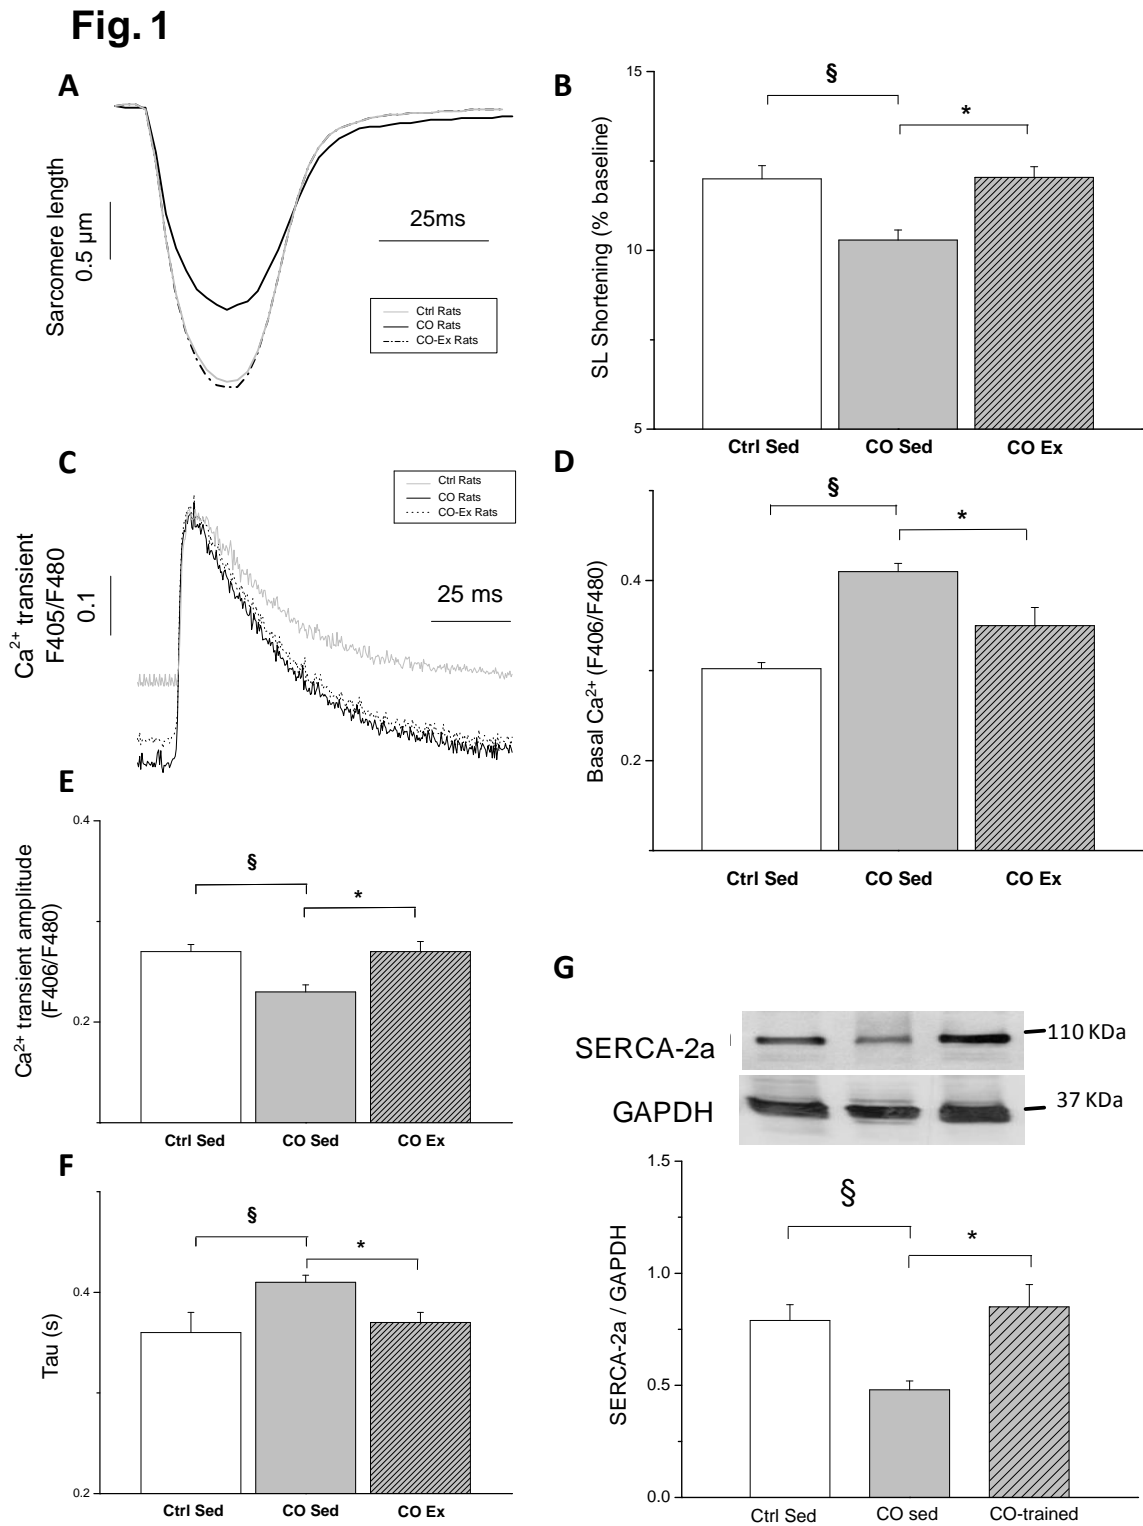 Fig. 1
A
Sarcomere length
0.5 µm
25ms
Ctrl Rats
CO Rats
CO-Ex Rats
B
SL Shortening (% baseline)
15
10
5
§
*
Ctrl Sed
CO Sed
CO Ex
C
Ca²⁺ transient
F405/F480
0.1
Ctrl Rats
CO Rats
CO-Ex Rats
25 ms
D
Basal Ca²⁺ (F406/F480)
0.4
0.2
§
*
Ctrl Sed
CO Sed
CO Ex
E
Ca²⁺ transient amplitude
(F406/F480)
0.4
0.2
§
*
Ctrl Sed
CO Sed
CO Ex
F
Tau (s)
0.4
0.2
§
*
Ctrl Sed
CO Sed
CO Ex
G
SERCA-2a
110 KDa
GAPDH
37 KDa
SERCA-2a / GAPDH
1.5
1.0
0.5
0.0
§
*
Ctrl Sed
CO sed
CO-trained